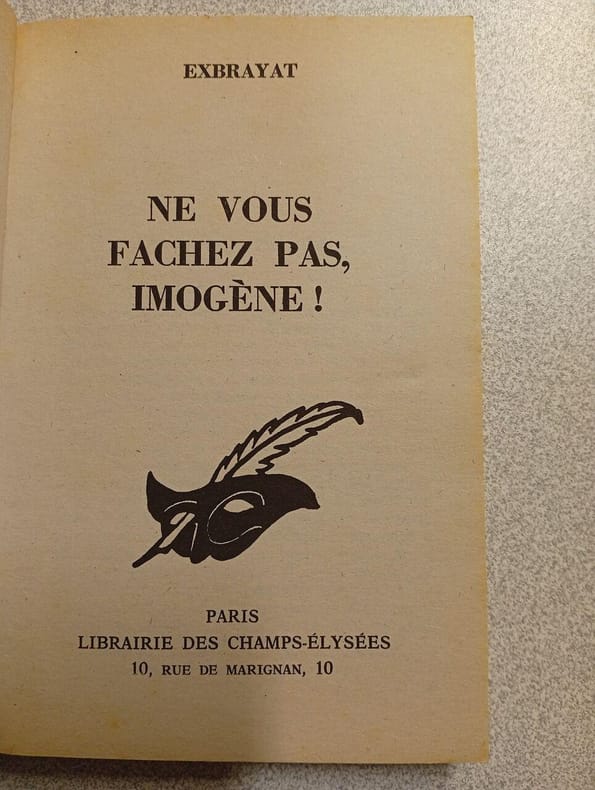 EXBRAYAT
NE VOUS
FACHEZ PAS,
IMOGÈNE !
PARIS
LIBRAIRIE DES CHAMPS-ÉLYSÉES
10, RUE DE MARIGNAN, 10